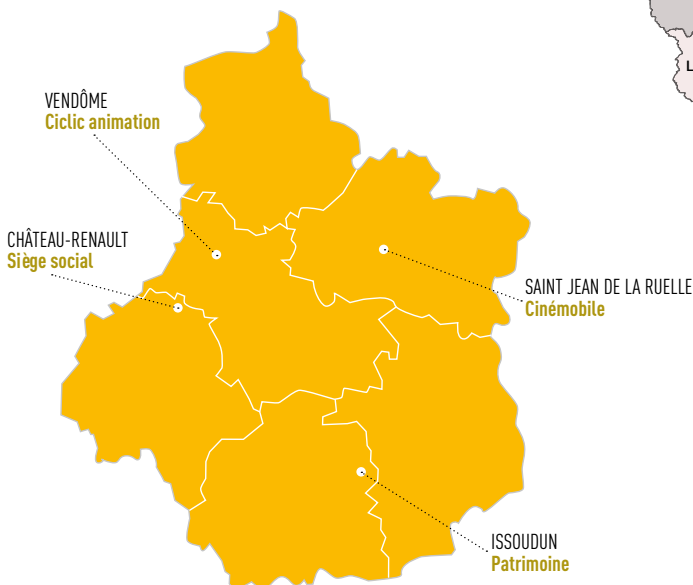 L
VENDÔME
Ciclic animation
CHÂTEAU-RENAULT
Siège social
SAINT JEAN DE LA RUELLE
Cinémobile
ISSOUDUN
Patrimoine